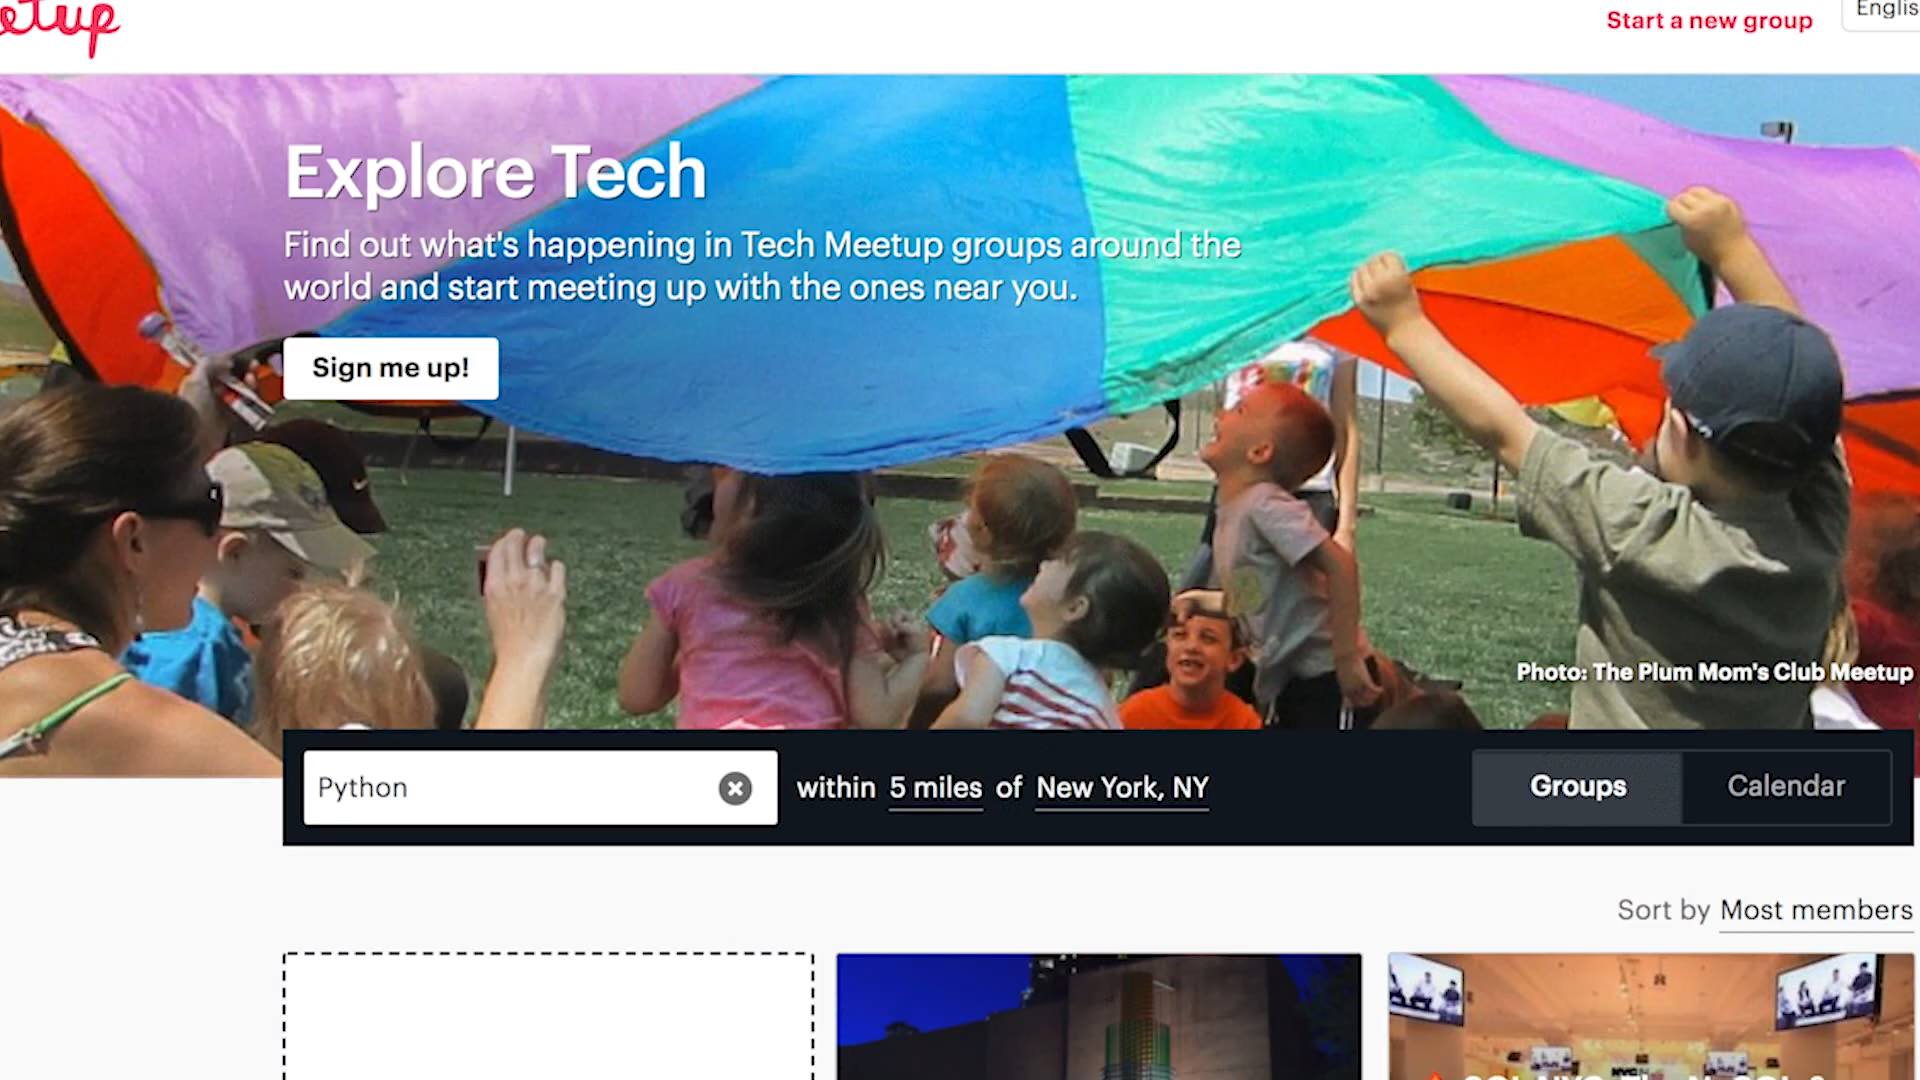 Start a new group
Explore Tech
Find out what's happening in Tech Meetup groups around the
world and start meeting up with the ones near you.
Sign me up!
Photo: The Plum Mom's Club Meetup
Python
within 5 miles of New York, NY
Groups
Calendar
Sort by Most members